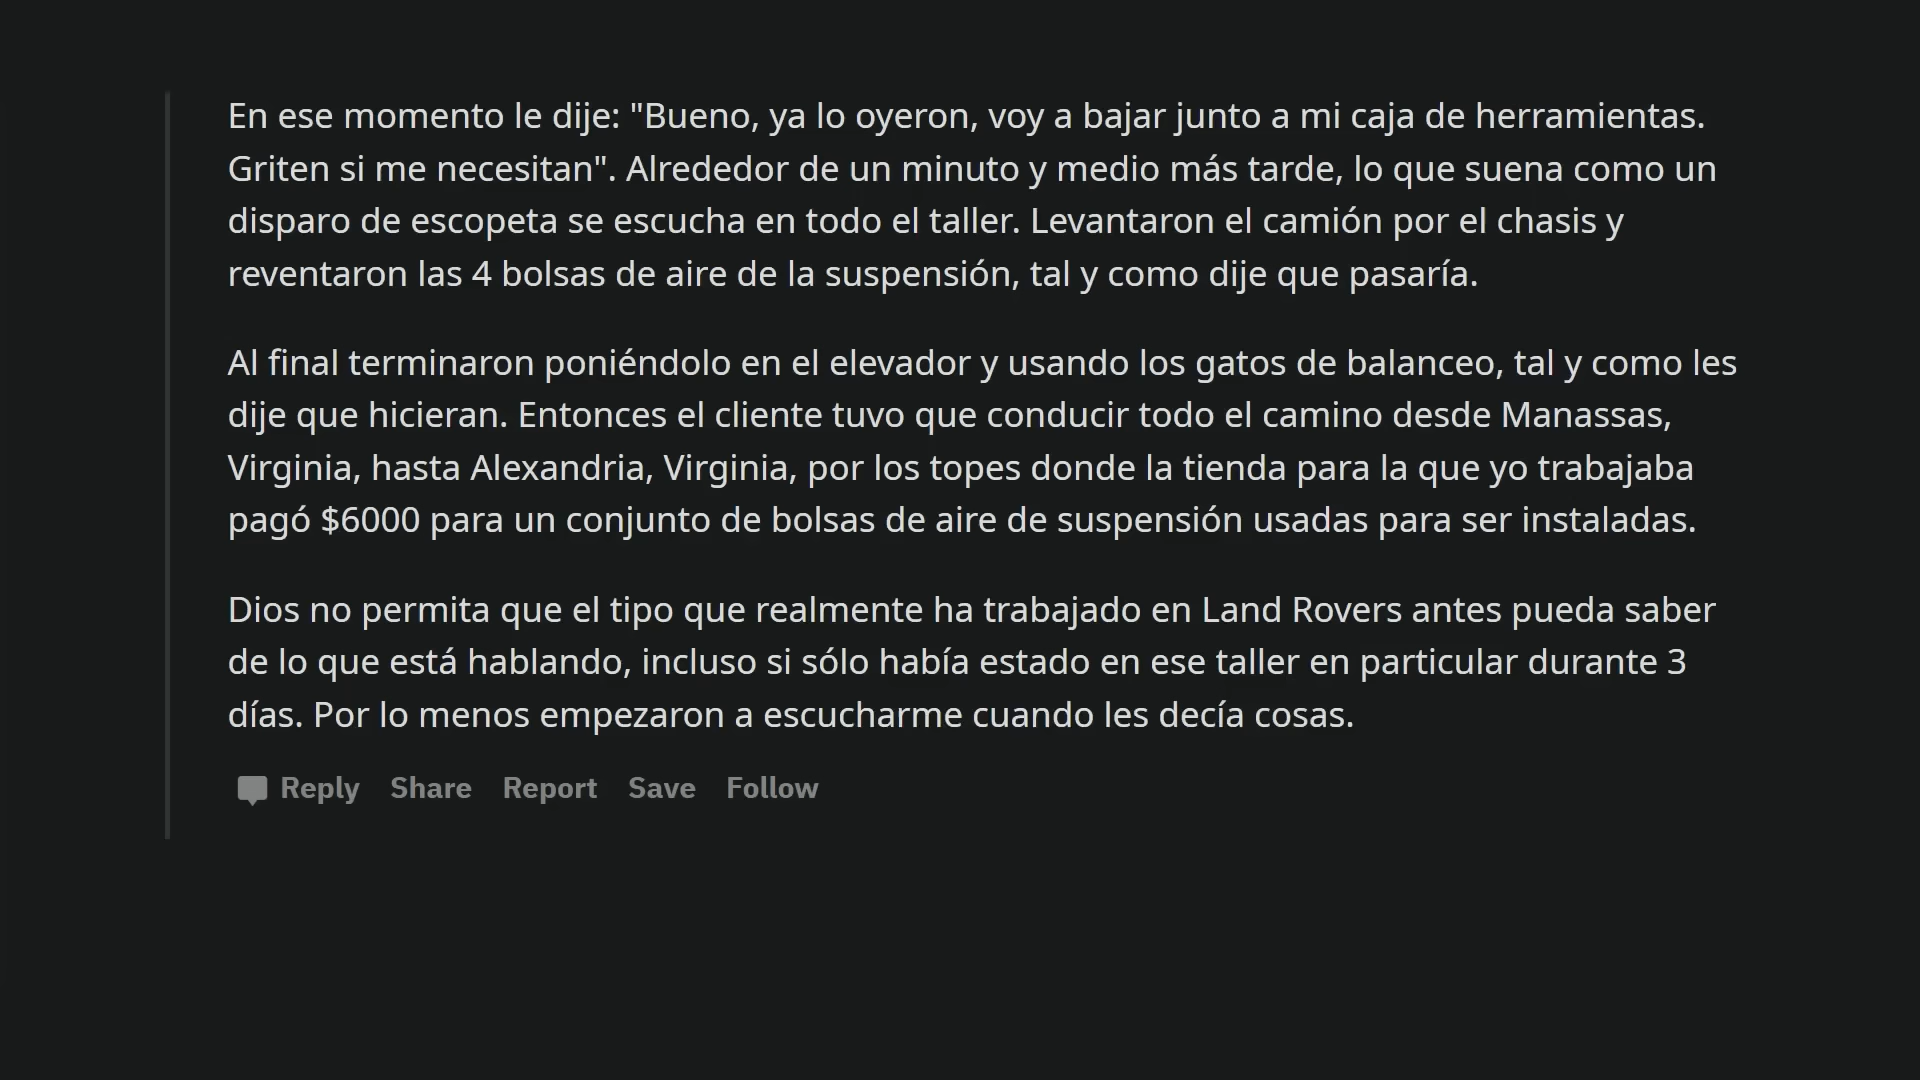 En ese momento le dije: "Bueno, ya lo oyeron, voy a bajar junto a mi caja de herramientas.
Griten si me necesitan". Alrededor de un minuto y medio más tarde, lo que suena como un
disparo de escopeta se escucha en todo el taller. Levantaron el camión por el chasis y
reventaron las 4 bolsas de aire de la suspensión, tal y como dije que pasaría.
Al final terminaron poniéndolo en el elevador y usando los gatos de balanceo, tal y como les
dije que hicieran. Entonces el cliente tuvo que conducir todo el camino desde Manassas,
Virginia, hasta Alexandria, Virginia, por los topes donde la tienda para la que yo trabajaba
pagó $6000 para un conjunto de bolsas de aire de suspensión usadas para ser instaladas.
Dios no permita que el tipo que realmente ha trabajado en Land Rovers antes pueda saber
de lo que está hablando, incluso si sólo había estado en ese taller en particular durante 3
días. Por lo menos empezaron a escucharme cuando les decía cosas.
Reply Share Report Save Follow